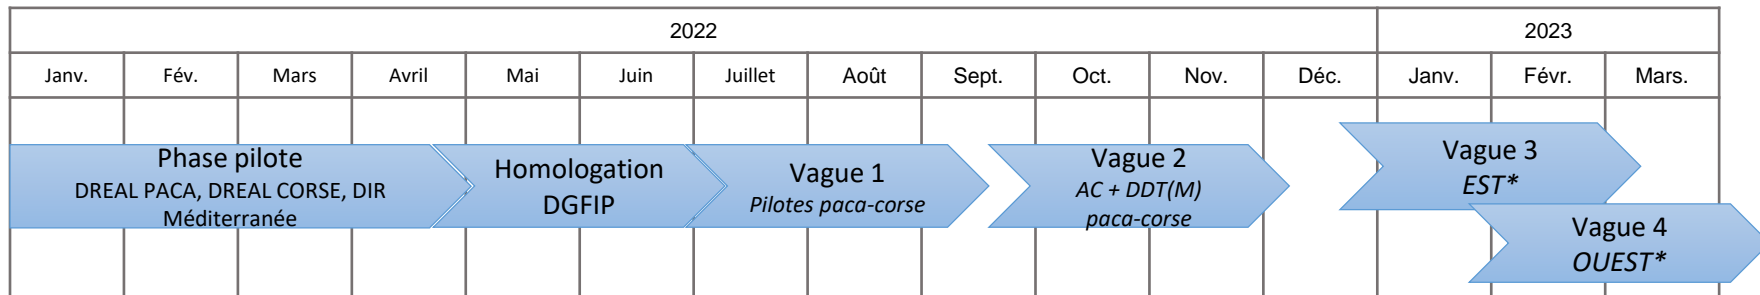 2022
2023
Janv.
Fév.
Mars
Avril
Mai
Juin
Juillet
Août
Sept.
Oct.
Nov.
Déc.
Janv.
Févr.
Mars.
Phase pilote
DREAL PACA, DREAL CORSE, DIR
Méditerranée
Homologation
DGFIP
Vague 1
Pilotes paca-corse
Vague 2
AC + DDT(M)
paca-corse
Vague 3
EST*
Vague 4
OUEST*